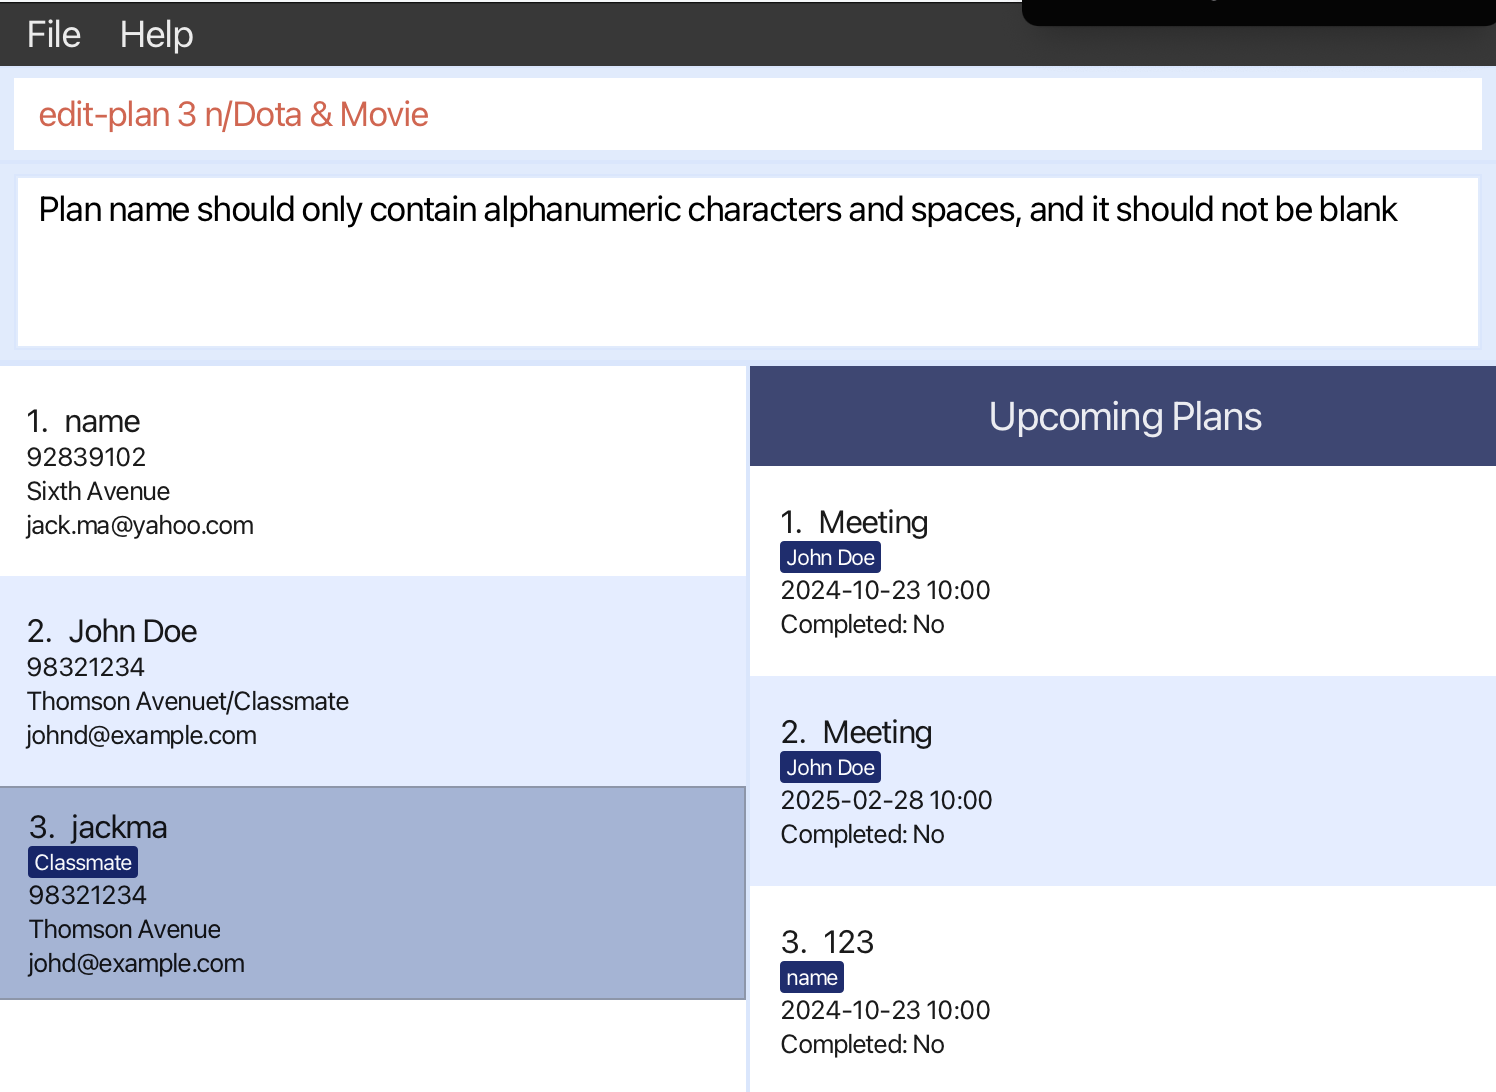 File Help
edit-plan 3 n/Dota & Movie
Plan name should only contain alphanumeric characters and spaces, and it should not be blank
1. name
92839102
Sixth Avenue
jack.ma@yahoo.com
2. John Doe
98321234
Thomson Avenuet/Classmate
johnd@example.com
3. jackma
Classmate
98321234
Thomson Avenue
johd@example.com
Upcoming Plans
1. Meeting
John Doe
2024-10-23 10:00
Completed: No
2. Meeting
John Doe
2025-02-28 10:00
Completed: No
3. 123
name
2024-10-23 10:00
Completed: No